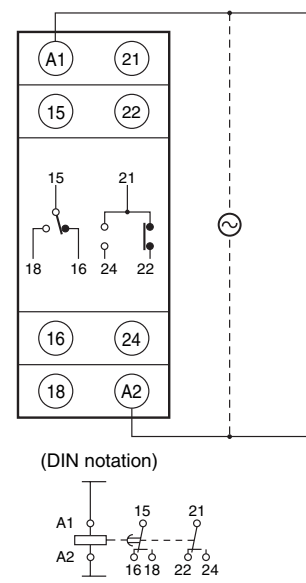 A1 21
15 22
15 21
18 16 24 22
16 24
18 A2
(DIN notation)
15 21
A1
A2
16 18 22 24